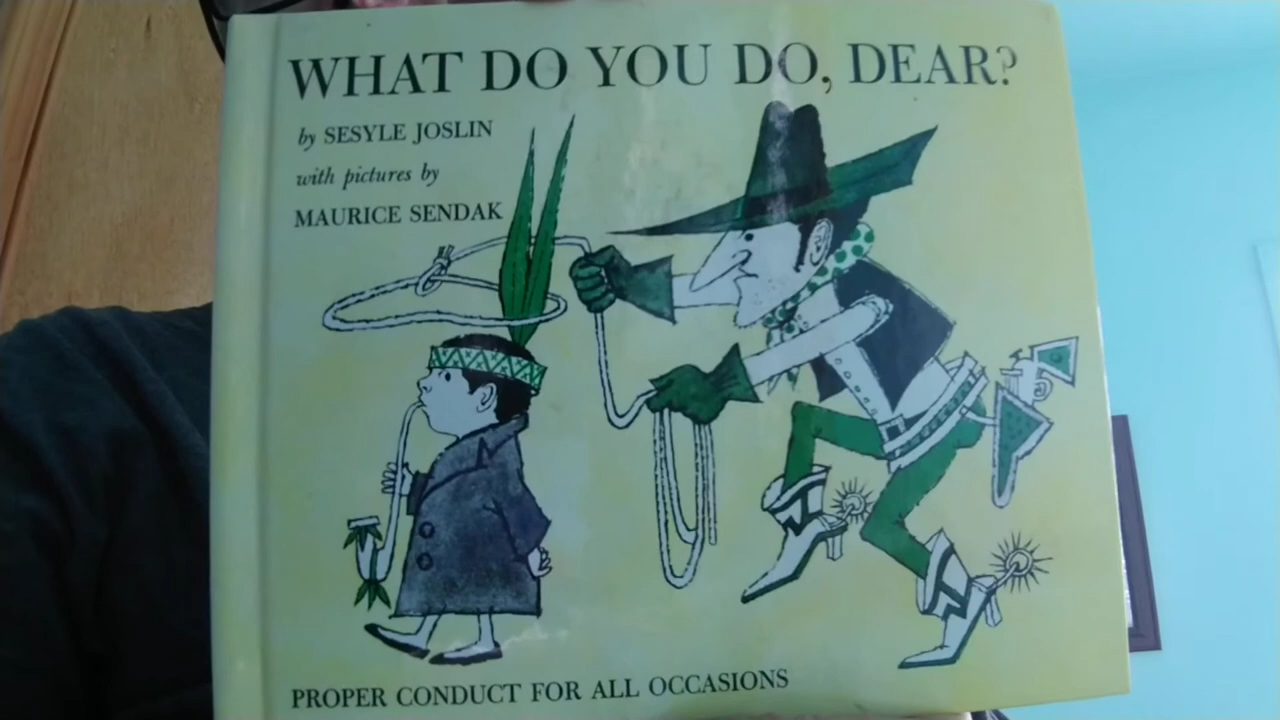 WHAT DO YOU DO, DEAR?
by SESYLE JOSLIN
with pictures by
MAURICE SENDAK
PROPER CONDUCT FOR ALL OCCASIONS